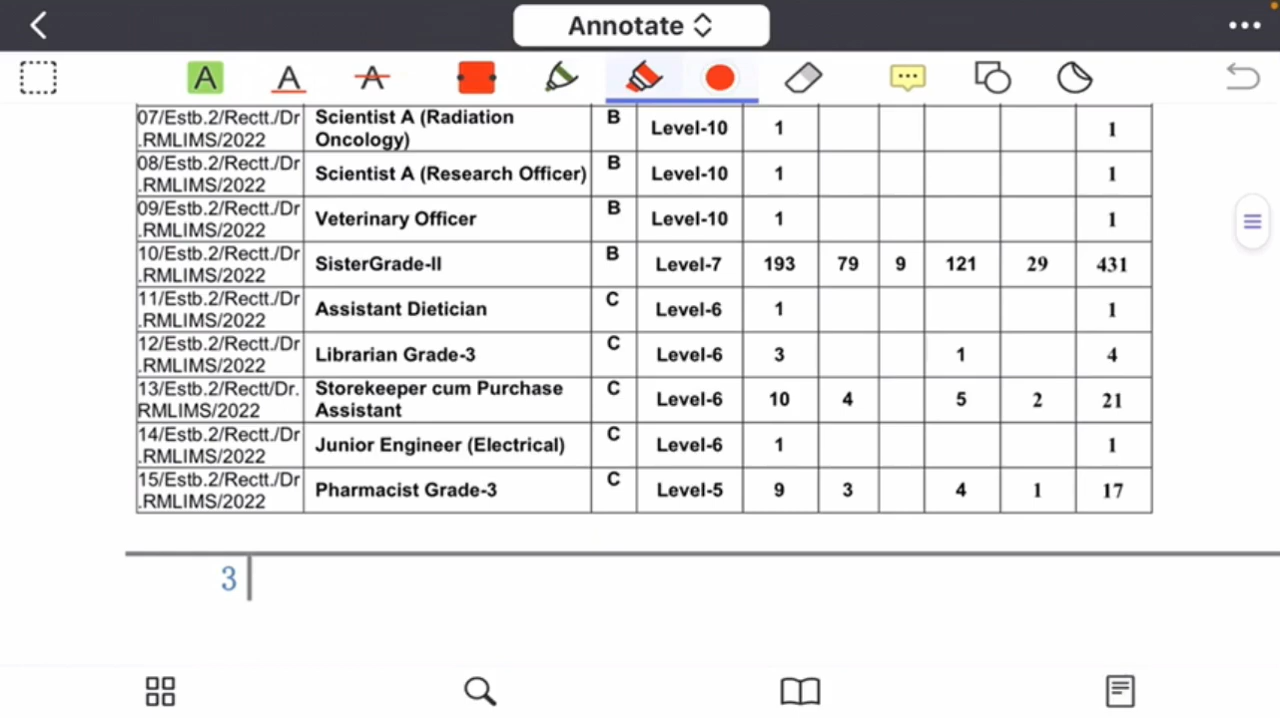 Annotate
A A A
07/Estb.2/Rectt./Dr .RMLIMS/2022 Scientist A (Radiation Oncology) B Level-10 1 1
08/Estb.2/Rectt./Dr .RMLIMS/2022 Scientist A (Research Officer) B Level-10 1 1
09/Estb.2/Rectt./Dr .RMLIMS/2022 Veterinary Officer B Level-10 1 1
10/Estb.2/Rectt./Dr .RMLIMS/2022 SisterGrade-II B Level-7 193 79 9 121 29 431
11/Estb.2/Rectt./Dr .RMLIMS/2022 Assistant Dietician C Level-6 1 1
12/Estb.2/Rectt./Dr .RMLIMS/2022 Librarian Grade-3 C Level-6 3 1 4
13/Estb.2/Rectt/Dr. RMLIMS/2022 Storekeeper cum Purchase Assistant C Level-6 10 4 5 2 21
14/Estb.2/Rectt./Dr .RMLIMS/2022 Junior Engineer (Electrical) C Level-6 1 1
15/Estb.2/Rectt./Dr .RMLIMS/2022 Pharmacist Grade-3 C Level-5 9 3 4 1 17
3